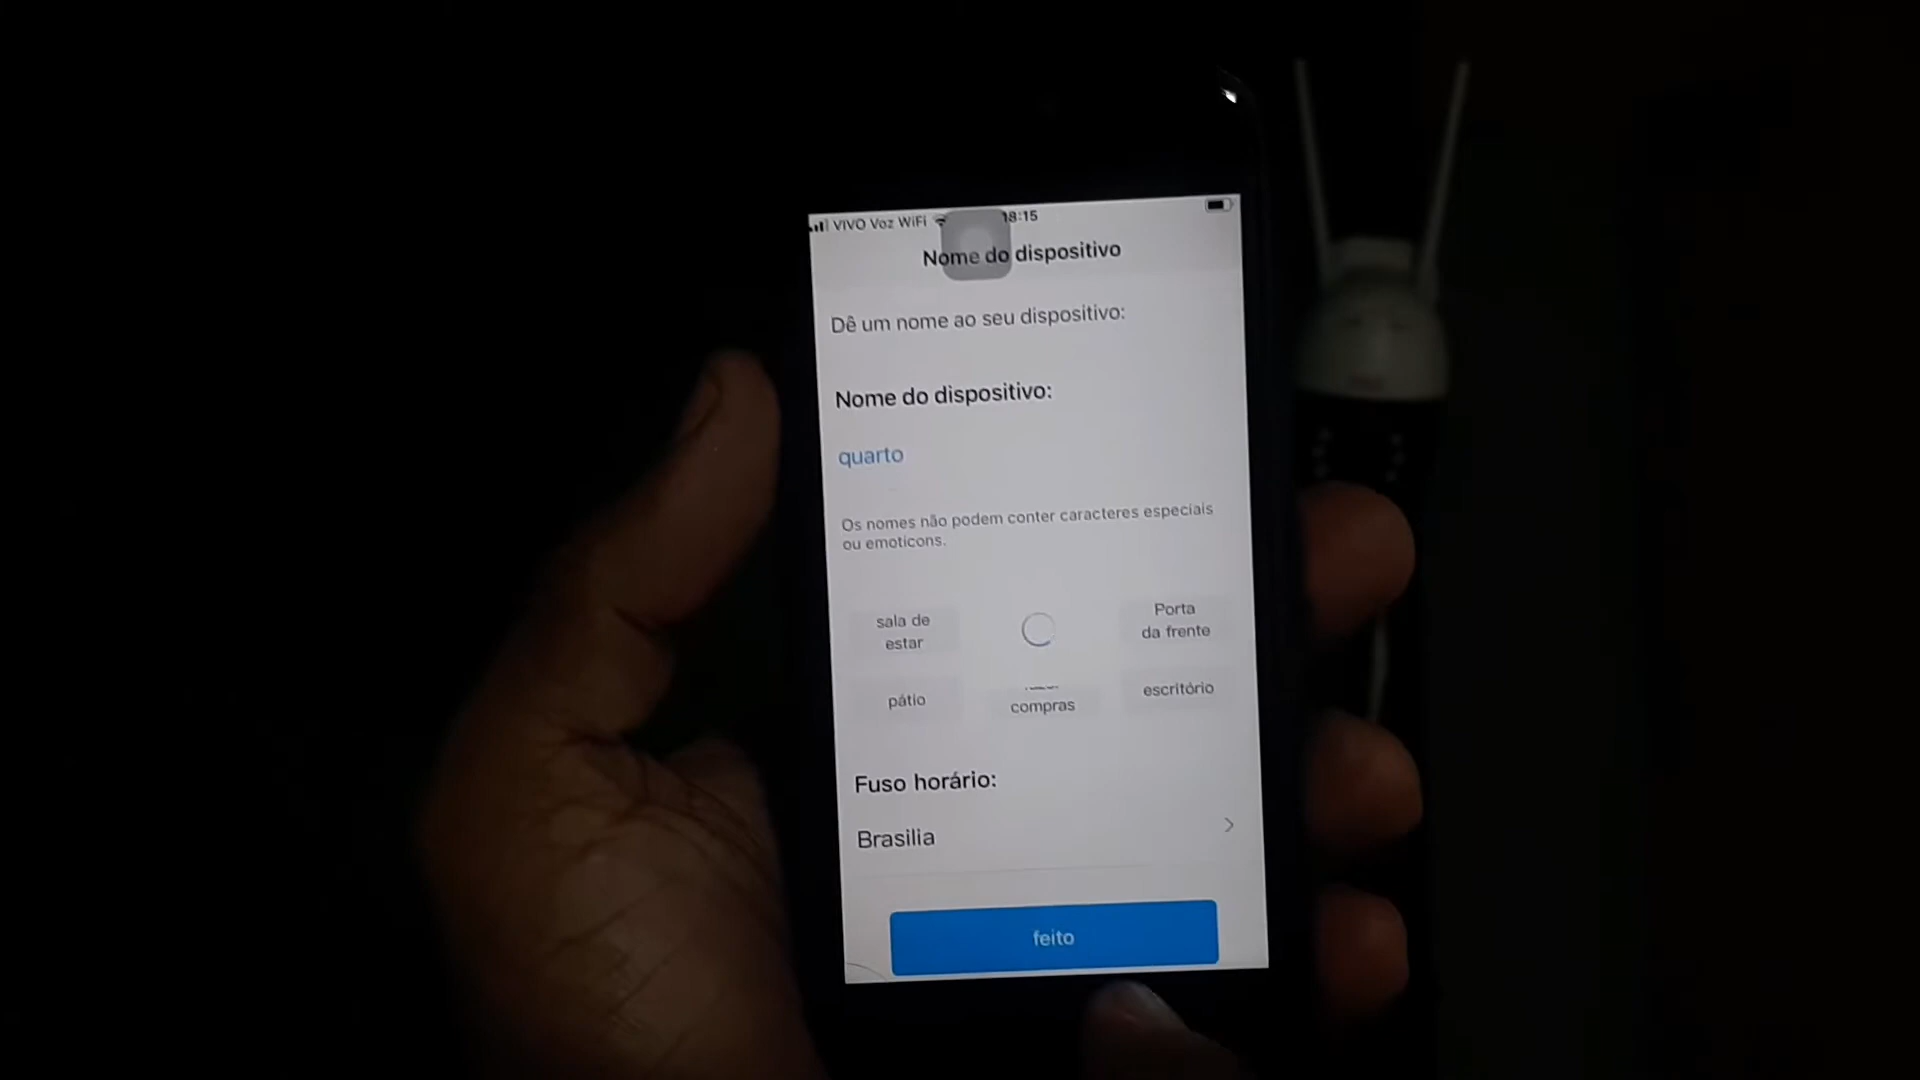 VIVO Voz WiFi 18:15
Nome do dispositivo
Dê um nome ao seu dispositivo:
Nome do dispositivo:
quarto
Os nomes não podem conter caracteres especiais
ou emoticons.
sala de
estar
Porta
da frente
pátio
compras
escritório
Fuso horário:
Brasilia
feito